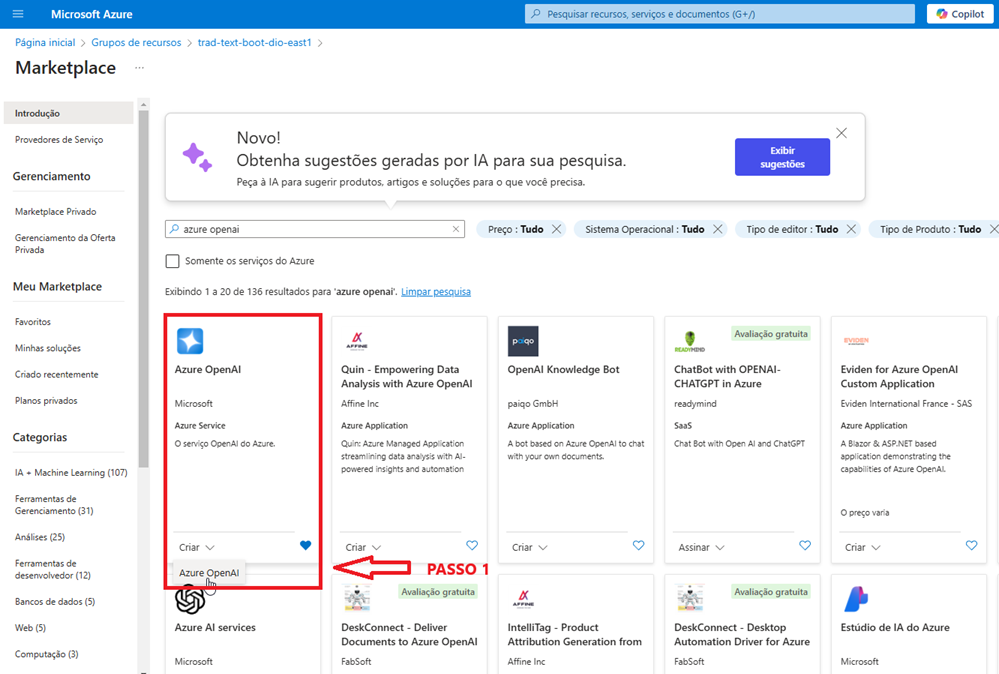 Microsoft Azure
Pesquisar recursos, serviços e documentos (G+/)
Copilot
Página inicial > Grupos de recursos > trad-text-boot-dio-east1 >
Marketplace ...
Introdução
Provedores de Serviço
Gerenciamento
Marketplace Privado
Gerenciamento da Oferta
Privada
Meu Marketplace
Favoritos
Minhas soluções
Criado recentemente
Planos privados
Categorias
IA + Machine Learning (107)
Ferramentas de
Gerenciamento (31)
Análises (25)
Ferramentas de
desenvolvedor (12)
Bancos de dados (5)
Web (5)
Computação (3)
Novo!
Obtenha sugestões geradas por IA para sua pesquisa.
Peça à IA para sugerir produtos, artigos e soluções para o que você precisa.
Exibir
sugestões
azure openai
Preço : Tudo
Sistema Operacional : Tudo
Tipo de editor : Tudo
Tipo de Produto : Tudo
Somente os serviços do Azure
Exibindo 1 a 20 de 136 resultados para 'azure openai'. Limpar pesquisa
Azure OpenAI
Microsoft
Azure Service
O serviço OpenAI do Azure.
Criar
Azure OpenAI
AFFINE
Quin - Empowering Data
Analysis with Azure OpenAI
Affine Inc
Azure Application
Quin: Azure Managed Application
streamlining data analysis with AI-
powered insights and automation
Criar
paiqo
OpenAI Knowledge Bot
paiqo GmbH
Azure Application
A bot based on Azure OpenAI to chat
with your own documents.
Criar
READYMIND
Avaliação gratuita
ChatBot with OPENAI-
CHATGPT in Azure
readymind
SaaS
Chat Bot with Open AI and ChatGPT
Assinar
EVIDEN
Eviden for Azure OpenAI
Custom Application
Eviden International France - SAS
Azure Application
A Blazor & ASP.NET based
application demonstrating the
capabilities of Azure OpenAI.
O preço varia
Criar
PASSO 1
Azure AI services
Microsoft
Avaliação gratuita
DeskConnect - Deliver
Documents to Azure OpenAI
FabSoft
AFFINE
IntelliTag - Product
Attribution Generation from
Affine Inc
Avaliação gratuita
DeskConnect - Desktop
Automation Driver for Azure
FabSoft
Estúdio de IA do Azure
Microsoft